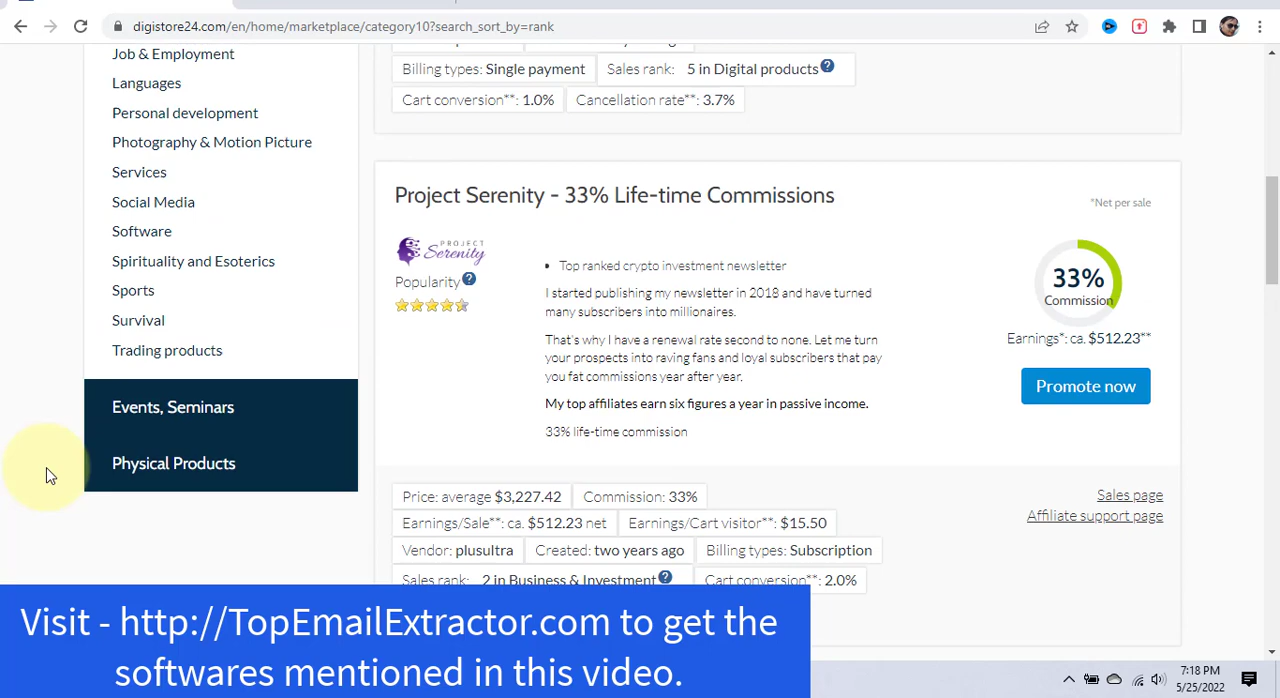 digistore24.com/en/home/marketplace/category10?search_sort_by=rank
Job & Employment
Languages
Personal development
Photography & Motion Picture
Services
Social Media
Software
Spirituality and Esoterics
Sports
Survival
Trading products
Events, Seminars
Physical Products
Billing types: Single payment
Sales rank: 5 in Digital products
Cart conversion**: 1.0%
Cancellation rate**: 3.7%
Project Serenity - 33% Life-time Commissions
*Net per sale
PROJECT
Serenity
Popularity
• Top ranked crypto investment newsletter
I started publishing my newsletter in 2018 and have turned
many subscribers into millionaires.
That's why I have a renewal rate second to none. Let me turn
your prospects into raving fans and loyal subscribers that pay
you fat commissions year after year.
My top affiliates earn six figures a year in passive income.
33% life-time commission
33%
Commission
Earnings*: ca. $512.23**
Promote now
Price: average $3,227.42
Commission: 33%
Earnings/Sale**: ca. $512.23 net
Earnings/Cart visitor**: $15.50
Vendor: plusultra
Created: two years ago
Billing types: Subscription
Sales rank: 2 in Business & Investment
Cart conversion**: 2.0%
Sales page
Affiliate support page
Visit - http://TopEmailExtractor.com to get the
softwares mentioned in this video.
7:18 PM
5/25/2022